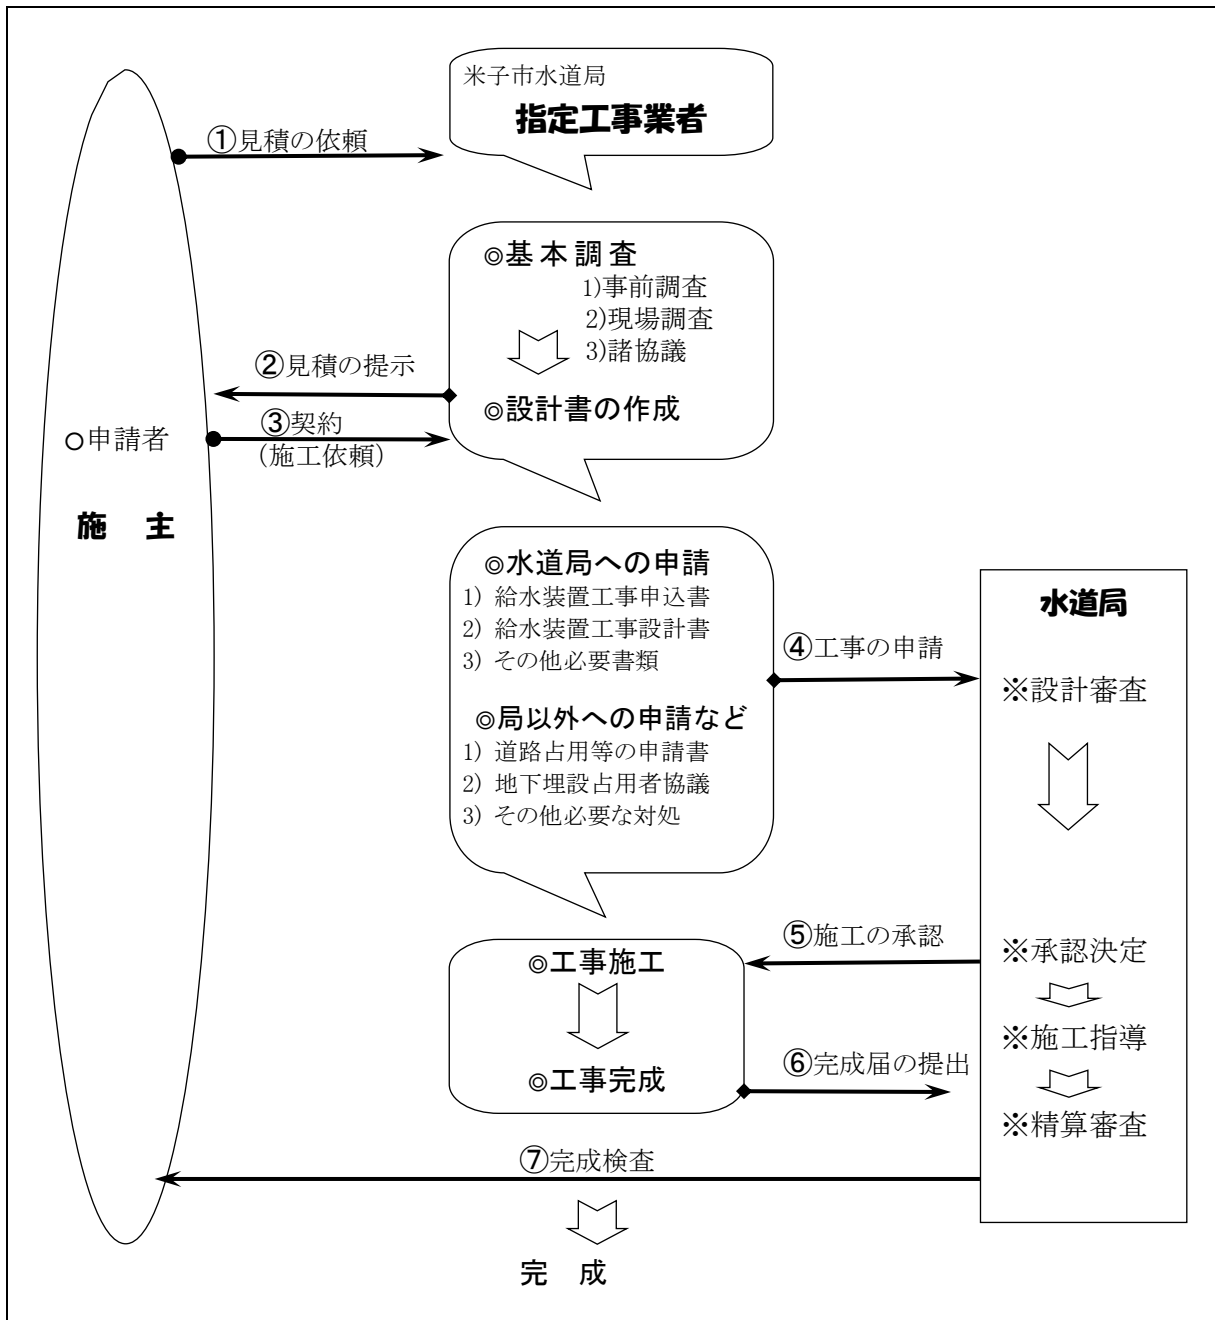 米子市水道局
指定工事業者
①見積の依頼
◎基本調査
1)事前調査
2)現場調査
3)諸協議
②見積の提示
◎設計書の作成
③契約
(施工依頼)
○申請者
施 主
◎水道局への申請
1) 給水装置工事申込書
2) 給水装置工事設計書
3) その他必要書類
◎局以外への申請など
1) 道路占用等の申請書
2) 地下埋設占用者協議
3) その他必要な対処
④工事の申請
水道局
※設計審査
⑤施工の承認
※承認決定
◎工事施工
※施工指導
◎工事完成
⑥完成届の提出
※精算審査
⑦完成検査
完 成